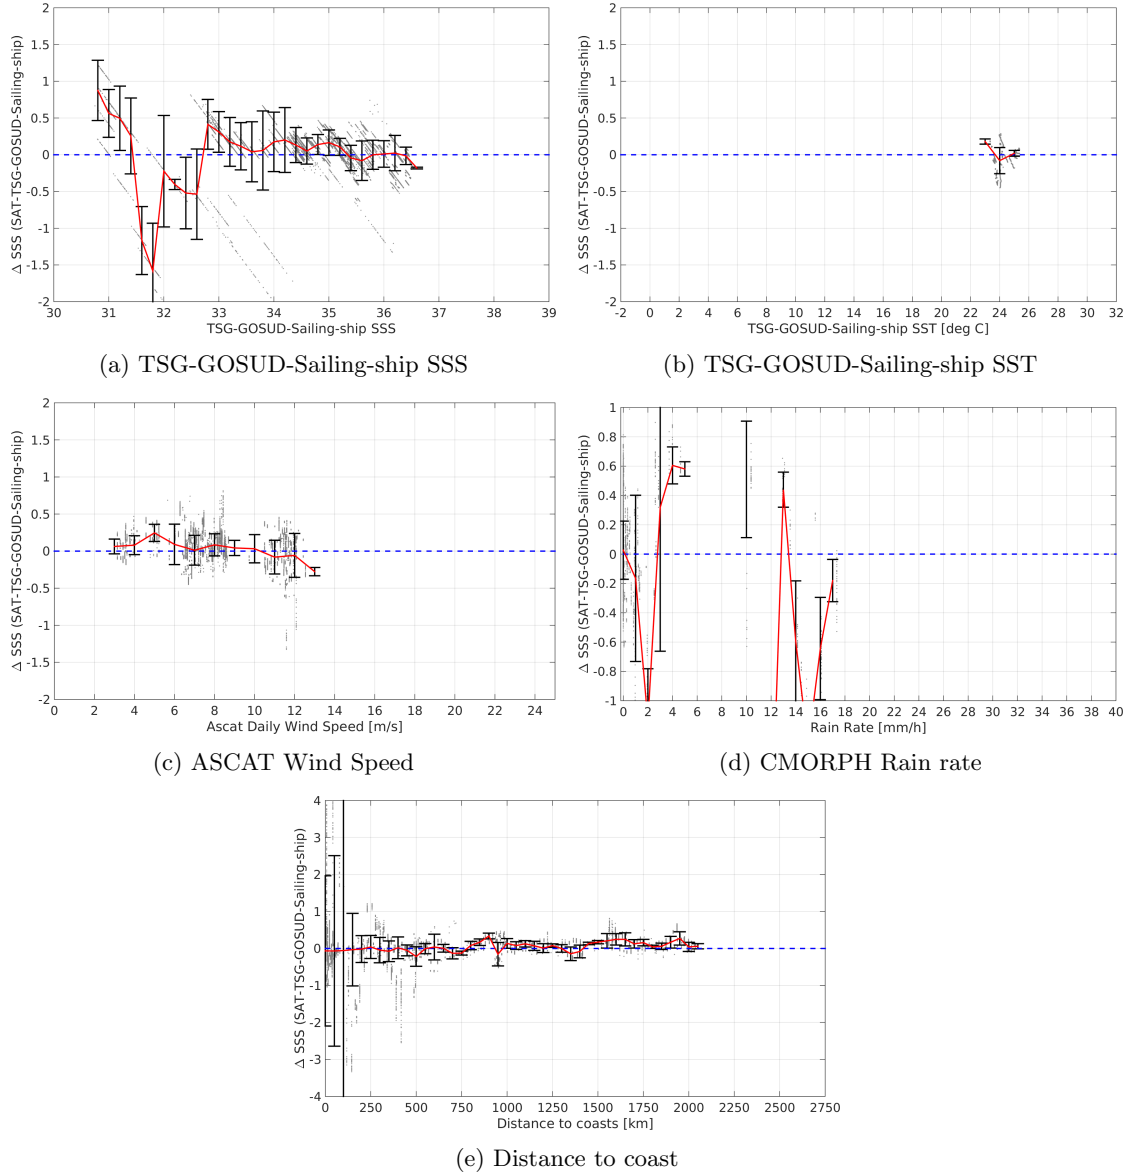 2
1.5
1
0.5
0
-0.5
-1
-1.5
-2
Δ SSS (SAT-TSG-GOSUD-Sailing-ship)
30 31 32 33 34 35 36 37 38 39
TSG-GOSUD-Sailing-ship SSS
(a) TSG-GOSUD-Sailing-ship SSS
2
1.5
1
0.5
0
-0.5
-1
-1.5
-2
Δ SSS (SAT-TSG-GOSUD-Sailing-ship)
-2 0 2 4 6 8 10 12 14 16 18 20 22 24 26 28 30 32
TSG-GOSUD-Sailing-ship SST [deg C]
(b) TSG-GOSUD-Sailing-ship SST
2
1.5
1
0.5
0
-0.5
-1
-1.5
-2
Δ SSS (SAT-TSG-GOSUD-Sailing-ship)
0 2 4 6 8 10 12 14 16 18 20 22 24
Ascat Daily Wind Speed [m/s]
(c) ASCAT Wind Speed
1
0.8
0.6
0.4
0.2
0
-0.2
-0.4
-0.6
-0.8
-1
Δ SSS (SAT-TSG-GOSUD-Sailing-ship)
0 2 4 6 8 10 12 14 16 18 20 22 24 26 28 30 32 34 36 38 40
Rain Rate [mm/h]
(d) CMORPH Rain rate
4
3
2
1
0
-1
-2
-3
-4
Δ SSS (SAT-TSG-GOSUD-Sailing-ship)
0 250 500 750 1000 1250 1500 1750 2000 2250 2500 2750
Distance to coasts [km]
(e) Distance to coast